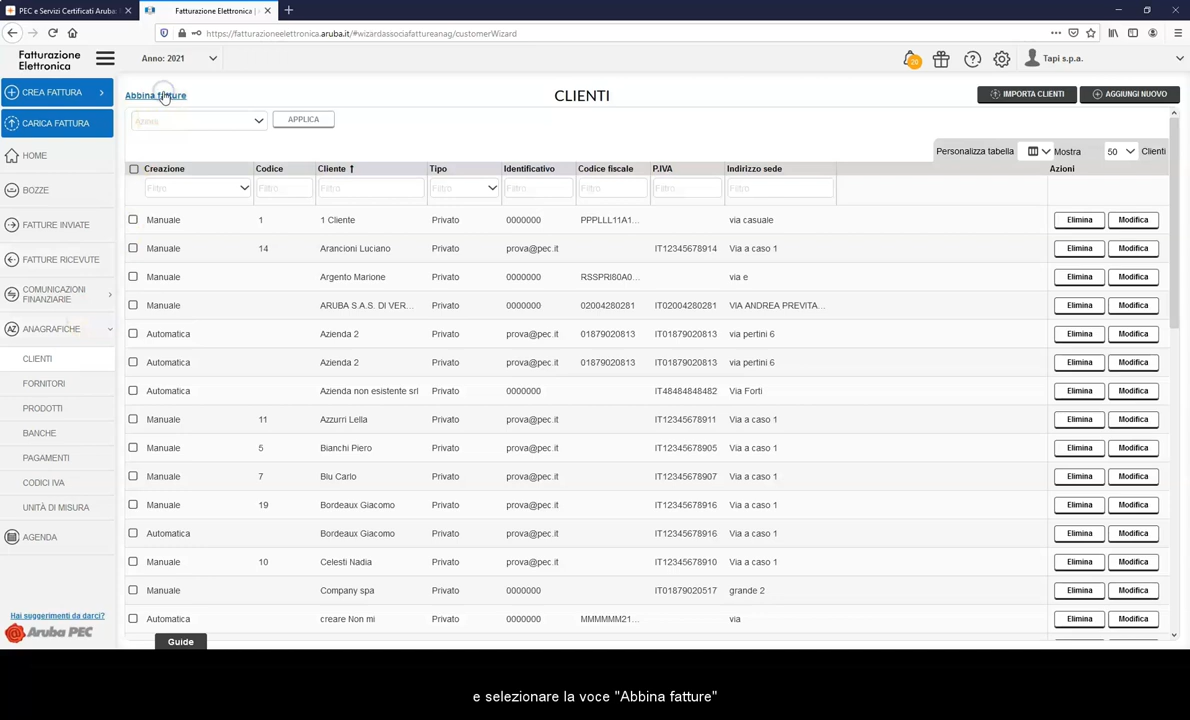 PEC e Servizi Certificati Aruba:
Fatturazione Elettronica |
https://fatturazioneelettronica.aruba.it/#wizardassociafattureanag/customerWizard
Fatturazione Elettronica
Anno: 2021
20
Tapi s.p.a.
CREA FATTURA
CARICA FATTURA
HOME
BOZZE
FATTURE INVIATE
FATTURE RICEVUTE
COMUNICAZIONI FINANZIARIE
ANAGRAFICHE
CLIENTI
FORNITORI
PRODOTTI
BANCHE
PAGAMENTI
CODICI IVA
UNITÀ DI MISURA
AGENDA
Hai suggerimenti da darci?
Aruba PEC
Abbina fatture
CLIENTI
IMPORTA CLIENTI
AGGIUNGI NUOVO
Azioni
APPLICA
Personalizza tabella
Mostra 50 Clienti
Creazione Codice Cliente Tipo Identificativo Codice fiscale P.IVA Indirizzo sede Azioni
Filtro Filtro Filtro Filtro Filtro Filtro Filtro Filtro
Manuale 1 1 Cliente Privato 0000000 PPPLLL11A1... via casuale Elimina Modifica
Manuale 14 Arancioni Luciano Privato prova@pec.it IT12345678914 Via a caso 1 Elimina Modifica
Manuale Argento Marione Privato 0000000 RSSPRI80A0... via e Elimina Modifica
Manuale ARUBA S.A.S. DI VER... Privato 0000000 02004280281 IT02004280281 VIA ANDREA PREVITA... Elimina Modifica
Automatica Azienda 2 Privato prova@pec.it 01879020813 IT01879020813 via pertini 6 Elimina Modifica
Automatica Azienda 2 Privato prova@pec.it 01879020813 IT01879020813 via pertini 6 Elimina Modifica
Automatica Azienda non esistente srl Privato 0000000 IT48484848482 Via Forti Elimina Modifica
Manuale 11 Azzurri Lella Privato prova@pec.it IT12345678911 Via a caso 1 Elimina Modifica
Manuale 5 Bianchi Piero Privato prova@pec.it IT12345678905 Via a caso 1 Elimina Modifica
Manuale 7 Blu Carlo Privato prova@pec.it IT12345678907 Via a caso 1 Elimina Modifica
Manuale 19 Bordeaux Giacomo Privato prova@pec.it IT12345678916 Via a caso 1 Elimina Modifica
Automatica Bordeaux Giacomo Privato prova@pec.it IT12345678916 Via a caso 1 Elimina Modifica
Manuale 10 Celesti Nadia Privato prova@pec.it IT12345678910 Via a caso 1 Elimina Modifica
Manuale Company spa Privato 0000000 IT01879020517 grande 2 Elimina Modifica
Automatica creare Non mi Privato 0000000 MMMMMM21... via Elimina Modifica
Guide
e selezionare la voce "Abbina fatture"